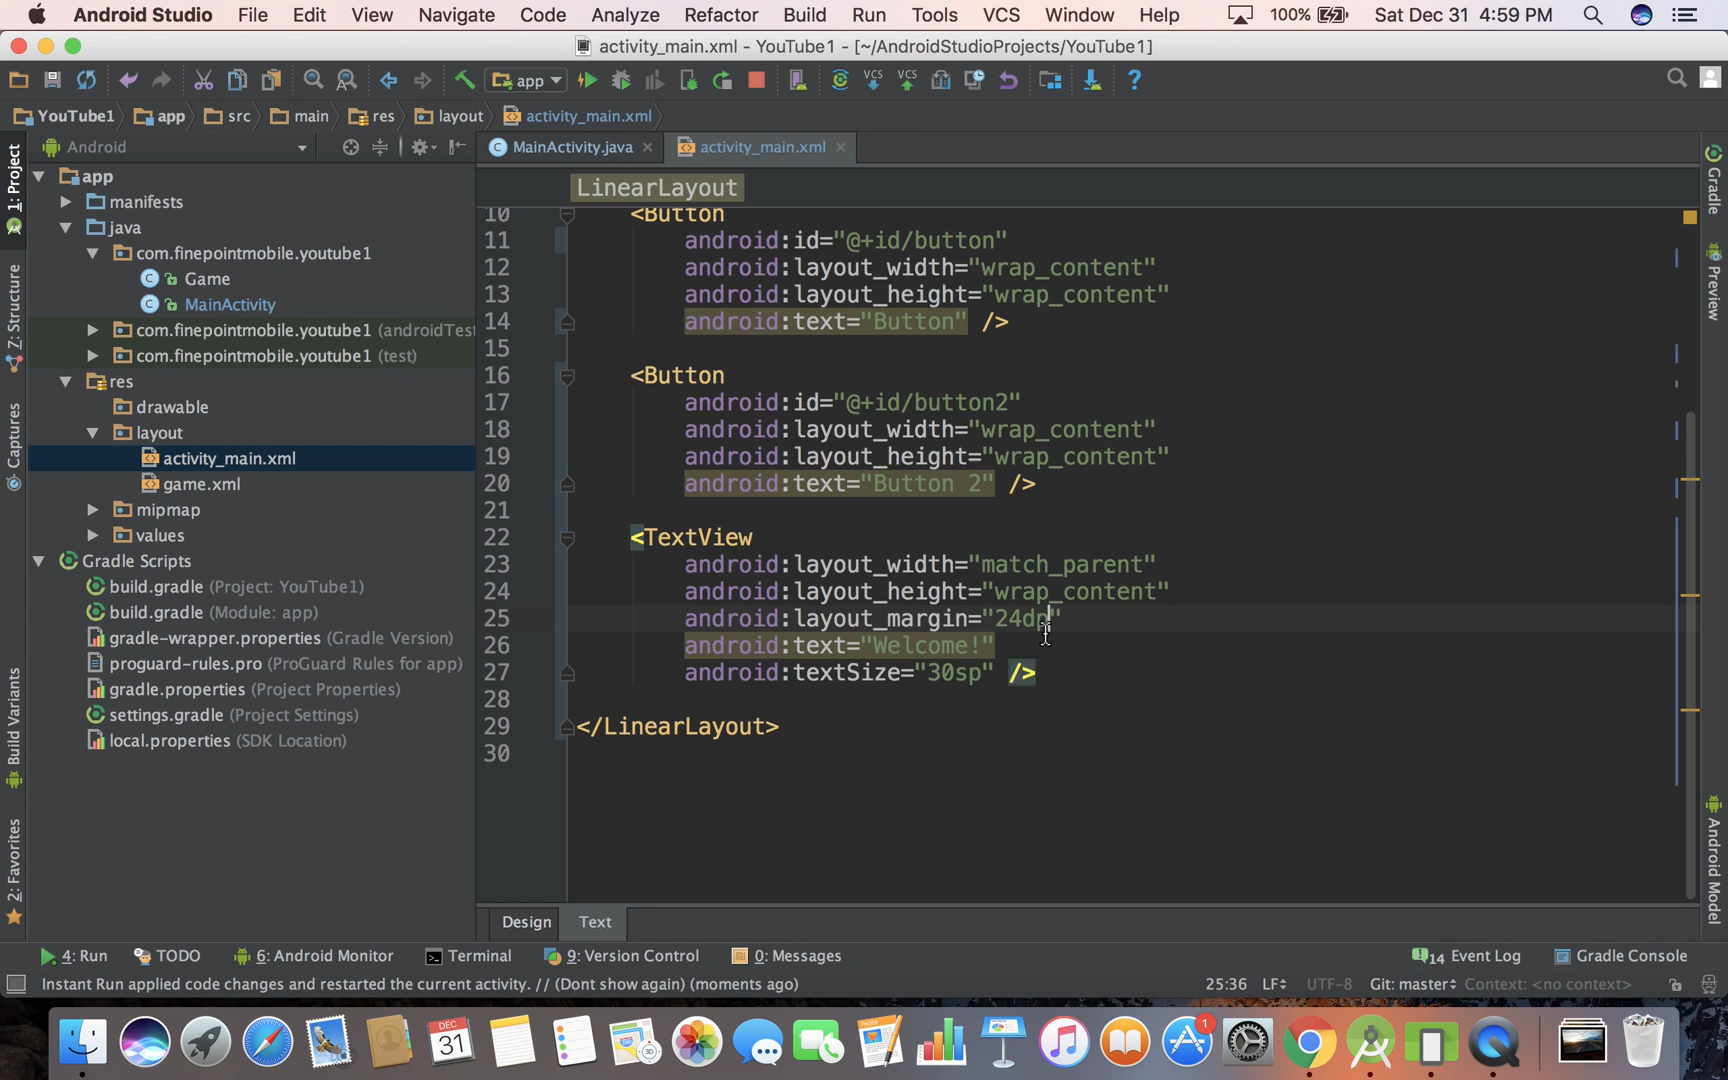 Android Studio File Edit View Navigate Code Analyze Refactor Build Run Tools VCS Window Help 100% Sat Dec 31 4:59 PM
activity_main.xml - YouTube1 - [~/AndroidStudioProjects/YouTube1]
app VCS VCS ?
YouTube1 app src main res layout activity_main.xml
Android
MainActivity.java activity_main.xml
LinearLayout
1: Project
Z: Structure
Captures
Build Variants
2: Favorites
app
manifests
java
com.finepointmobile.youtube1
Game
MainActivity
com.finepointmobile.youtube1 (androidTest
com.finepointmobile.youtube1 (test)
res
drawable
layout
activity_main.xml
game.xml
mipmap
values
Gradle Scripts
build.gradle (Project: YouTube1)
build.gradle (Module: app)
gradle-wrapper.properties (Gradle Version)
proguard-rules.pro (ProGuard Rules for app)
gradle.properties (Project Properties)
settings.gradle (Project Settings)
local.properties (SDK Location)
10 <Button
11 android:id="@+id/button"
12 android:layout_width="wrap_content"
13 android:layout_height="wrap_content"
14 android:text="Button" />
15
16 <Button
17 android:id="@+id/button2"
18 android:layout_width="wrap_content"
19 android:layout_height="wrap_content"
20 android:text="Button 2" />
21
22 <TextView
23 android:layout_width="match_parent"
24 android:layout_height="wrap_content"
25 android:layout_margin="24dp"
26 android:text="Welcome!"
27 android:textSize="30sp" />
28
29 </LinearLayout>
30
Gradle
Preview
Android Model
Design Text
4: Run TODO 6: Android Monitor Terminal 9: Version Control 0: Messages 14 Event Log Gradle Console
Instant Run applied code changes and restarted the current activity. // (Dont show again) (moments ago) 25:36 LF UTF-8 Git: master Context: <no context>
DEC
31
3D
PAGES
1